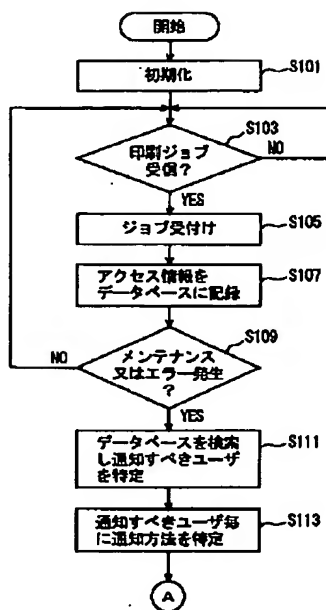 開始
初期化
S101
S103
印刷ジョブ
受信?
NO
YES
ジョブ受付け
S105
アクセス情報を
データベースに記録
S107
S109
NO
メンテナンス
又はエラー発生
?
YES
データベースを検索
し通知すべきユーザ
を特定
S111
通知すべきユーザ毎
に通知方法を特定
S113
A